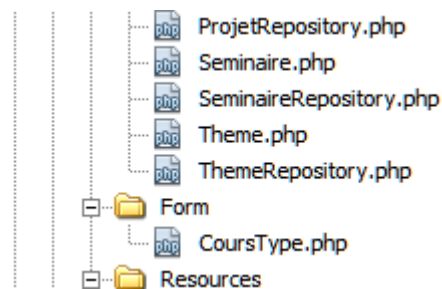 ProjetRepository.php
Seminaire.php
SeminaireRepository.php
Theme.php
ThemeRepository.php
Form
CoursType.php
Resources